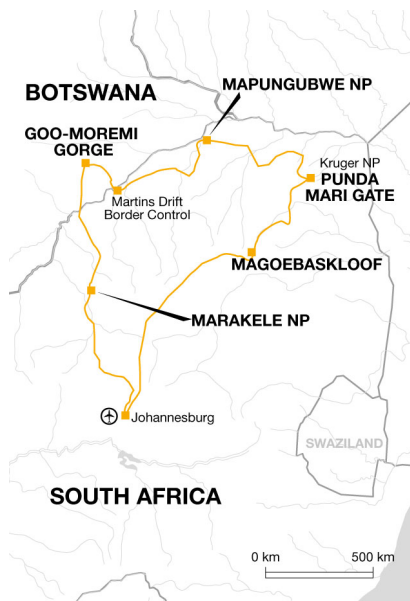 MAPUNGUBWE NP
BOTSWANA
GOO-MOREMI
GORGE
Kruger NP
PUNDA
MARI GATE
Martins Drift
Border Control
MAGOEBASKLOOF
MARAKELE NP
Johannesburg
SWAZILAND
SOUTH AFRICA
0 km 500 km